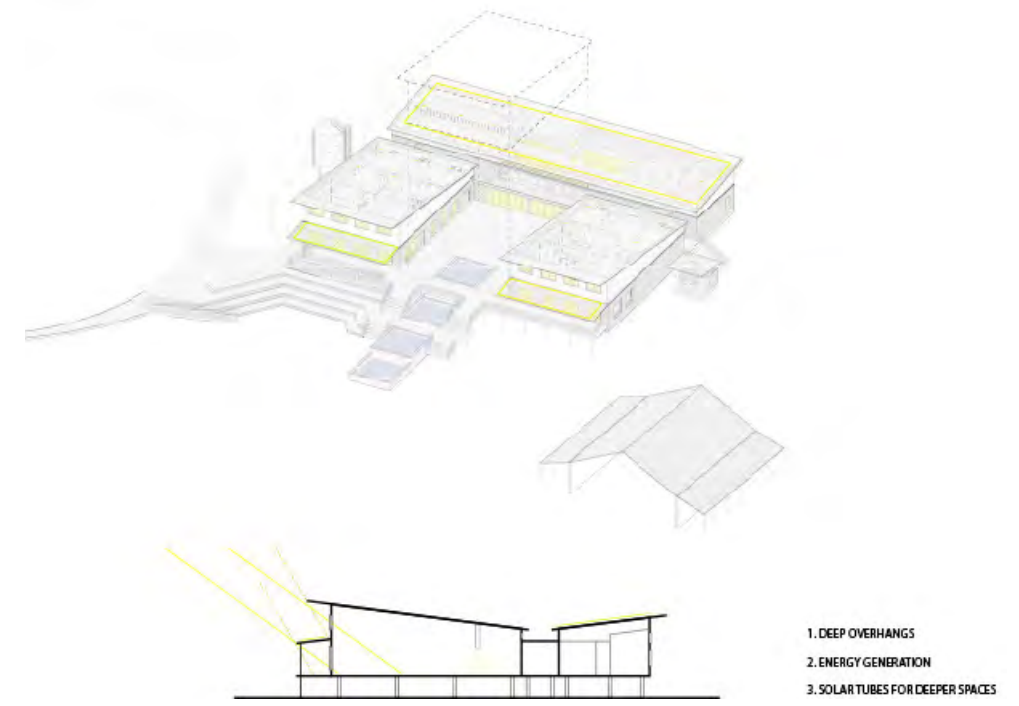 1. DEEP OVERHANGS
2. ENERGY GENERATION
3. SOLAR TUBES FOR DEEPER SPACES